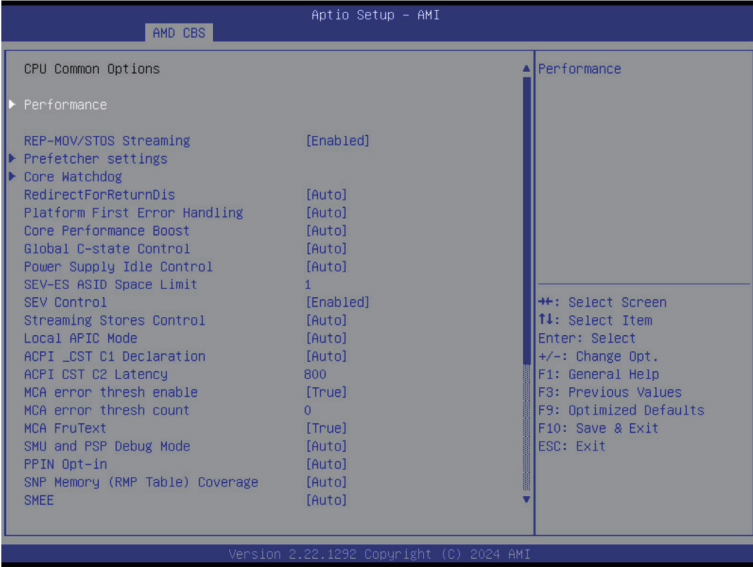 Aptio Setup – AMI
AMD CBS
CPU Common Options
Performance
REP-MOV/STOS Streaming [Enabled]
Prefetcher settings
Core Watchdog
RedirectForReturnDis [Auto]
Platform First Error Handling [Auto]
Core Performance Boost [Auto]
Global C-state Control [Auto]
Power Supply Idle Control [Auto]
SEV-ES ASID Space Limit 1
SEV Control [Enabled]
Streaming Stores Control [Auto]
Local APIC Mode [Auto]
ACPI _CST C1 Declaration [Auto]
ACPI CST C2 Latency 800
MCA error thresh enable [True]
MCA error thresh count 0
MCA FruText [True]
SMU and PSP Debug Mode [Auto]
PPIN Opt-in [Auto]
SNP Memory (RMP Table) Coverage [Auto]
SMEE [Auto]
Performance
→←: Select Screen
↑↓: Select Item
Enter: Select
+/-: Change Opt.
F1: General Help
F3: Previous Values
F9: Optimized Defaults
F10: Save & Exit
ESC: Exit
Version 2.22.1292 Copyright (C) 2024 AMI